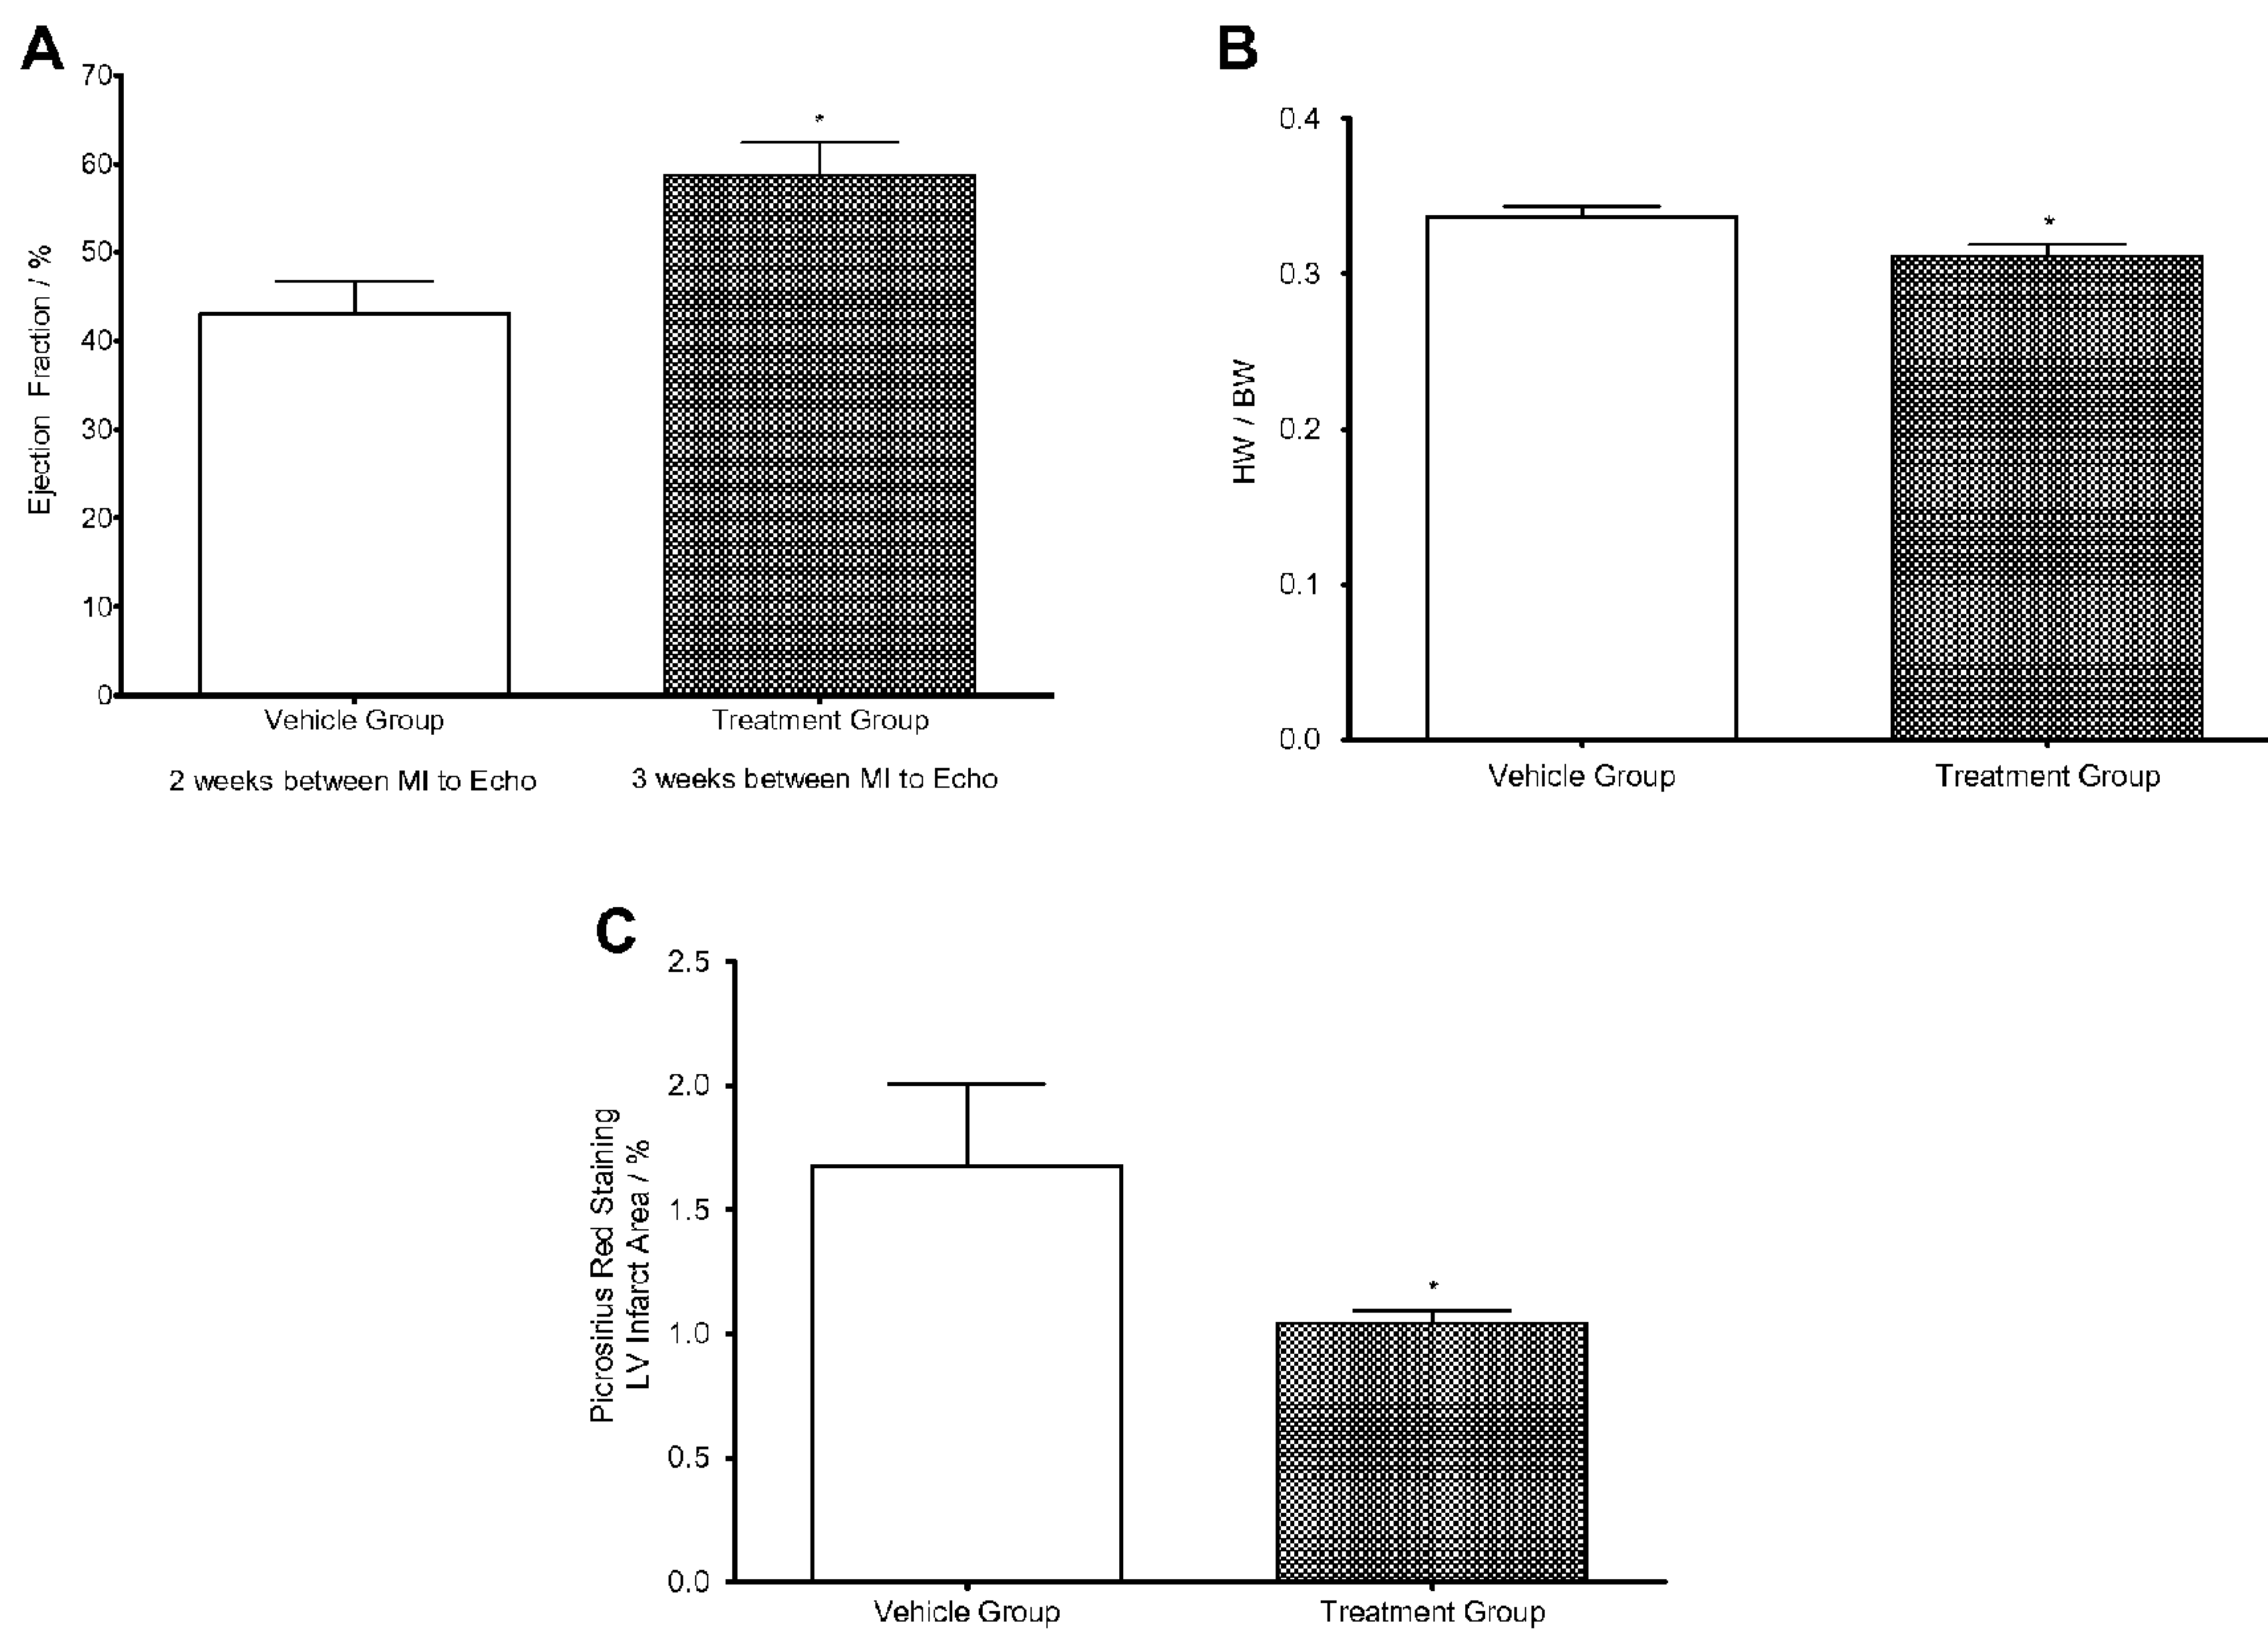 A
70
60
50
40
30
20
10
0
Ejection Fraction / %
Vehicle Group
Treatment Group
2 weeks between MI to Echo
3 weeks between MI to Echo
*
B
0.4
0.3
0.2
0.1
0.0
HW / BW
Vehicle Group
Treatment Group
*
C
2.5
2.0
1.5
1.0
0.5
0.0
Picrosirius Red Staining
LV Infarct Area / %
Vehicle Group
Treatment Group
*